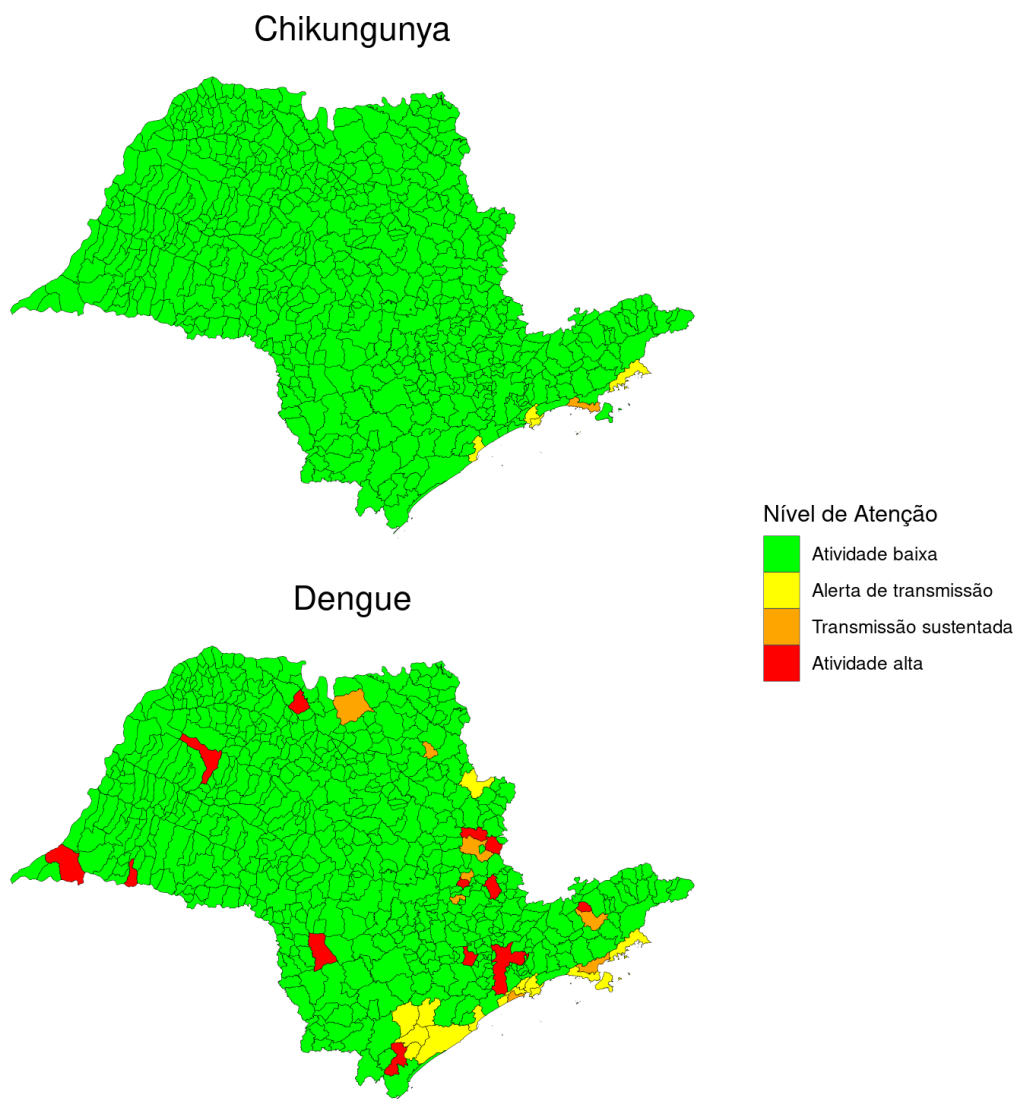 Chikungunya
Nível de Atenção
Atividade baixa
Alerta de transmissão
Transmissão sustentada
Atividade alta
Dengue